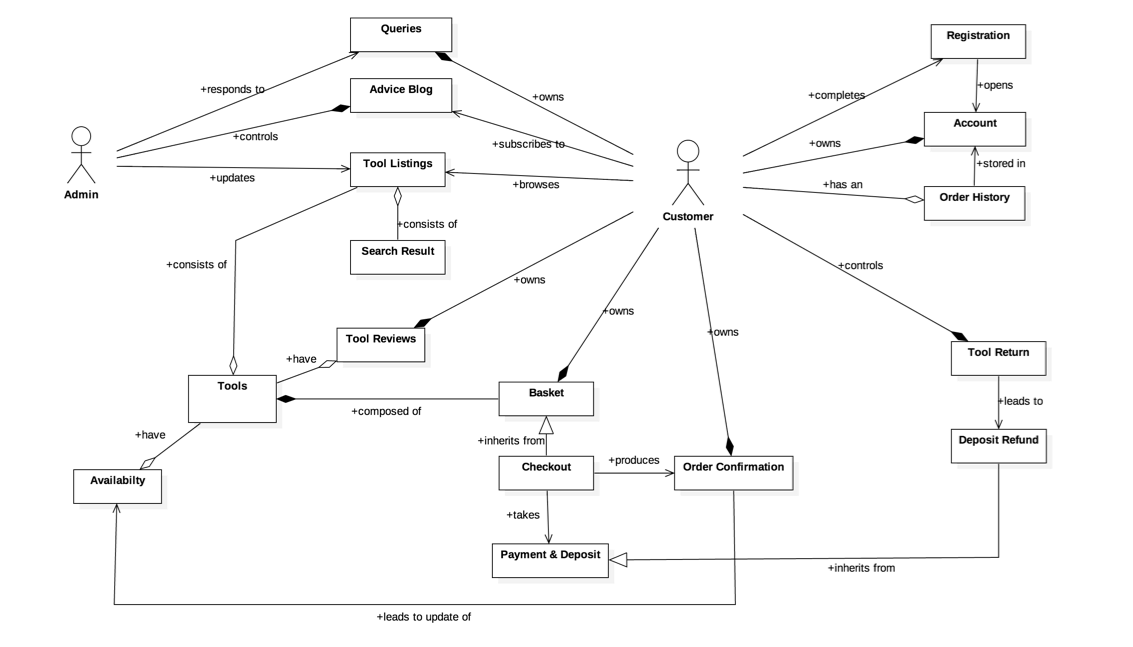 Queries
Registration
+responds to
Advice Blog
+owns
+completes
+opens
+controls
+subscribes to
Account
+owns
Tool Listings
+stored in
+updates
+browses
+has an
Admin
Order History
Customer
+consists of
Search Result
+consists of
+controls
+owns
+owns
+owns
Tool Reviews
Tool Return
+have
Tools
Basket
+leads to
+composed of
+have
+inherits from
Deposit Refund
Checkout
+produces
Order Confirmation
Availabilty
+takes
Payment & Deposit
+inherits from
+leads to update of